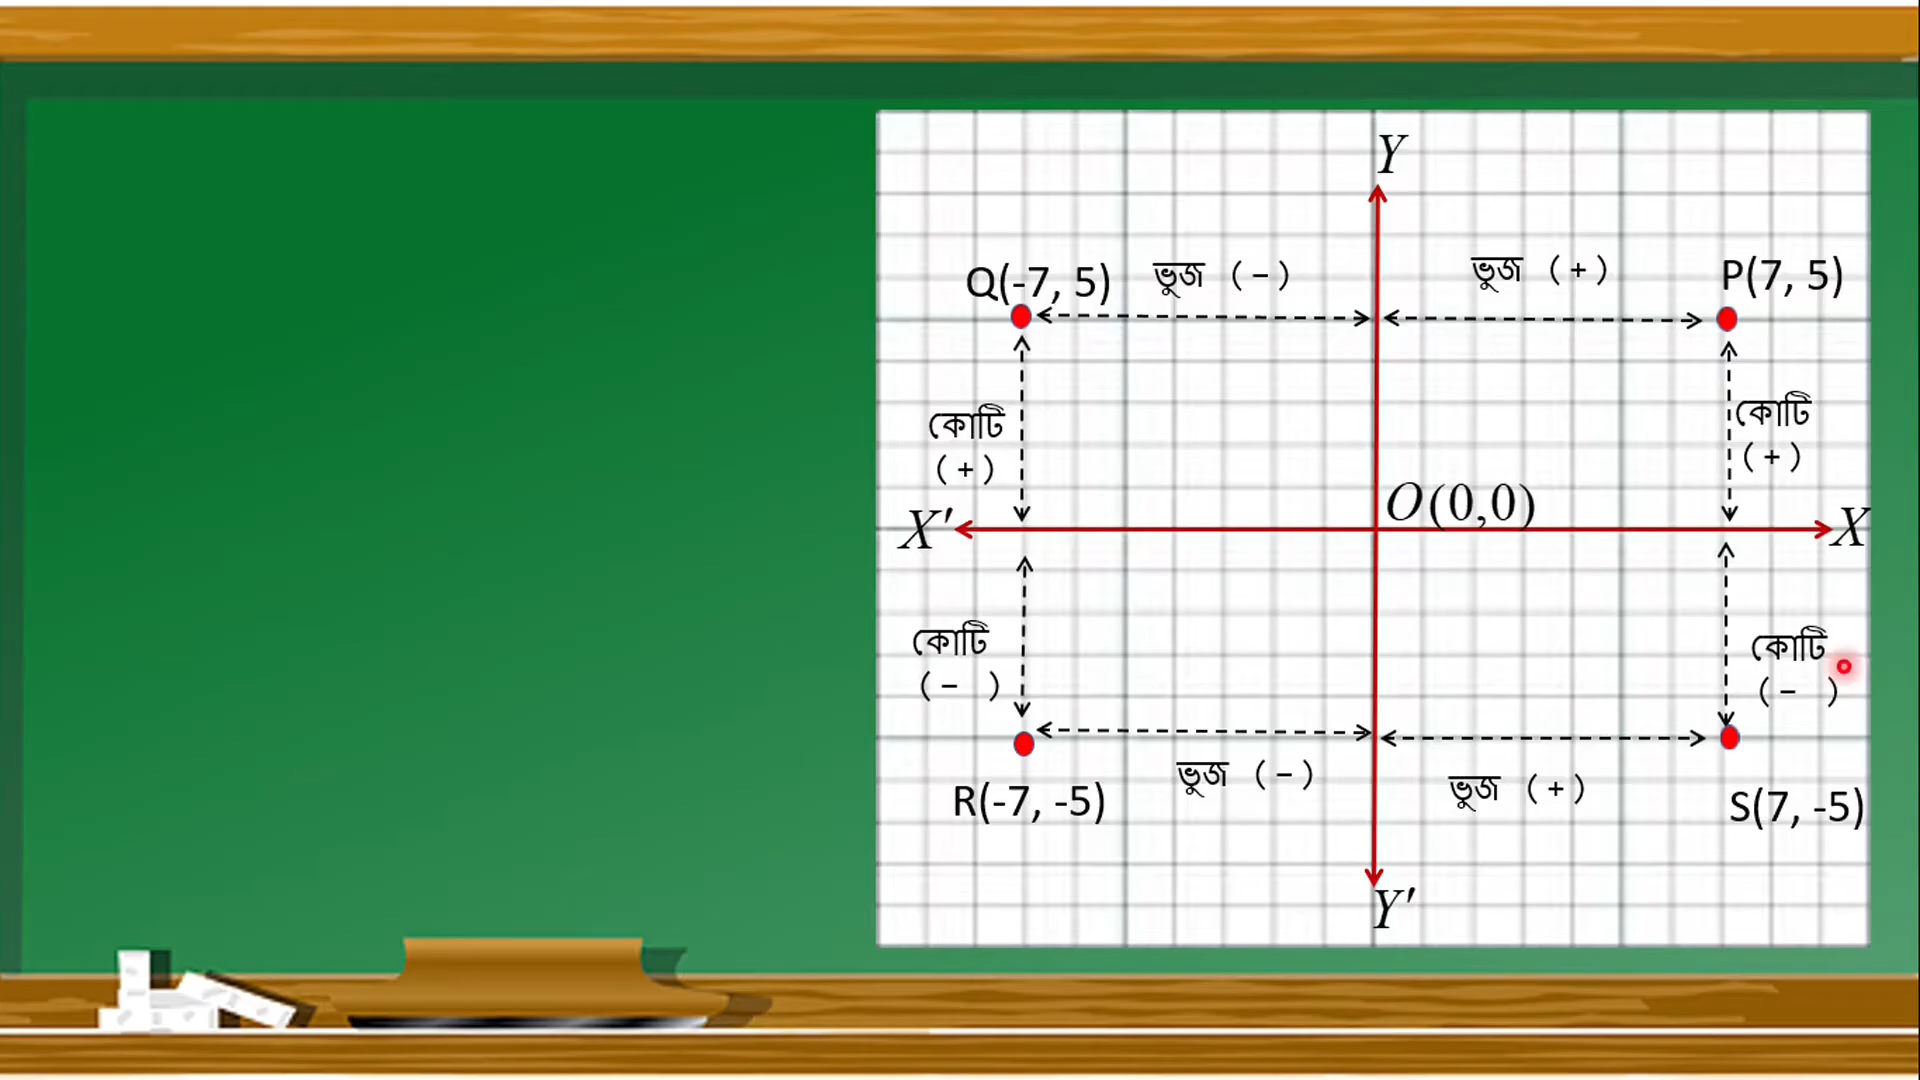 Y
Q(-7, 5) ভুজ (−) ভুজ (+) P(7, 5)
কোটি (+) কোটি (+)
O(0,0)
X′ X
কোটি (− ) কোটি (− )
R(-7, -5) ভুজ (−) ভুজ (+) S(7, -5)
Y′